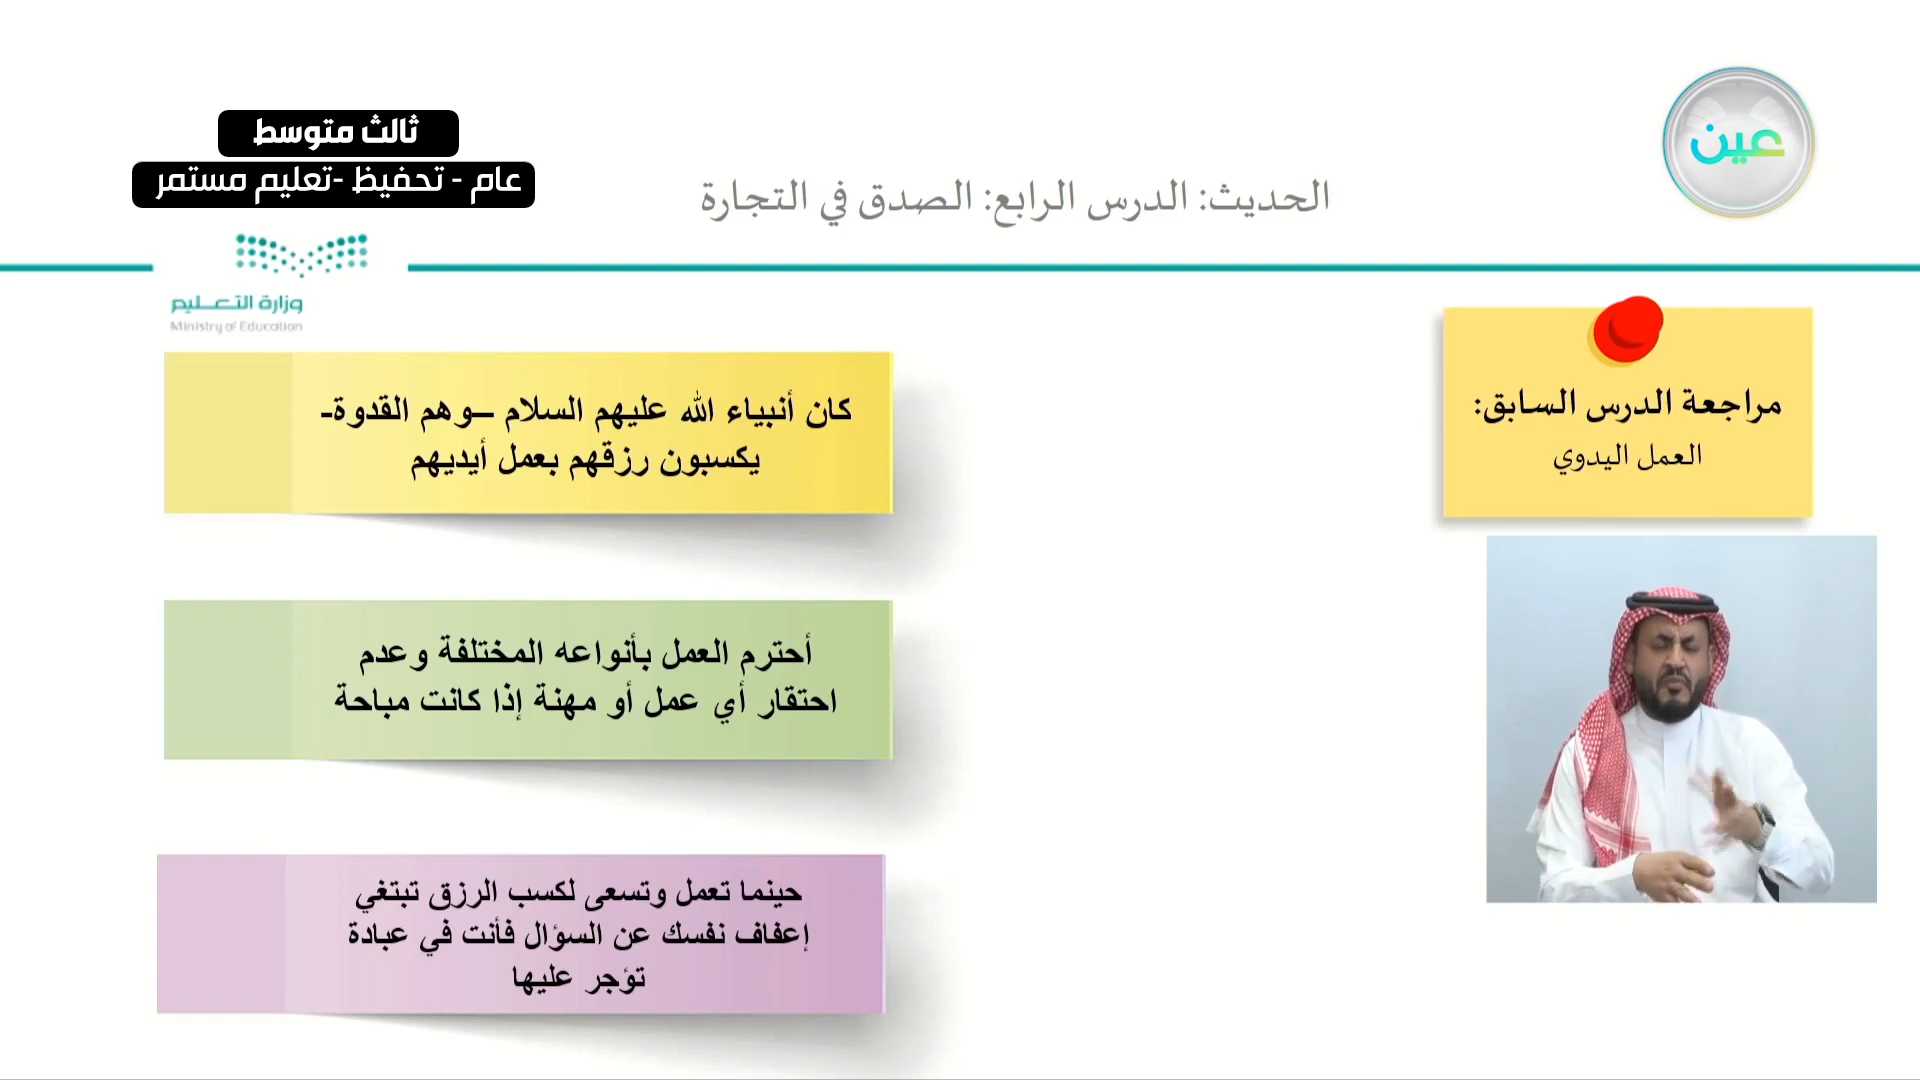 عين
ثالث متوسط
عام - تحفيظ -تعليم مستمر
الحديث: الدرس الرابع: الصدق في التجارة
وزارة التعليم
Ministry of Education
مراجعة الدرس السابق:
العمل اليدوي
كان أنبياء الله عليهم السلام –وهم القدوة-
يكسبون رزقهم بعمل أيديهم
أحترم العمل بأنواعه المختلفة وعدم
احتقار أي عمل أو مهنة إذا كانت مباحة
حينما تعمل وتسعى لكسب الرزق تبتغي
إعفاف نفسك عن السؤال فأنت في عبادة
تؤجر عليها